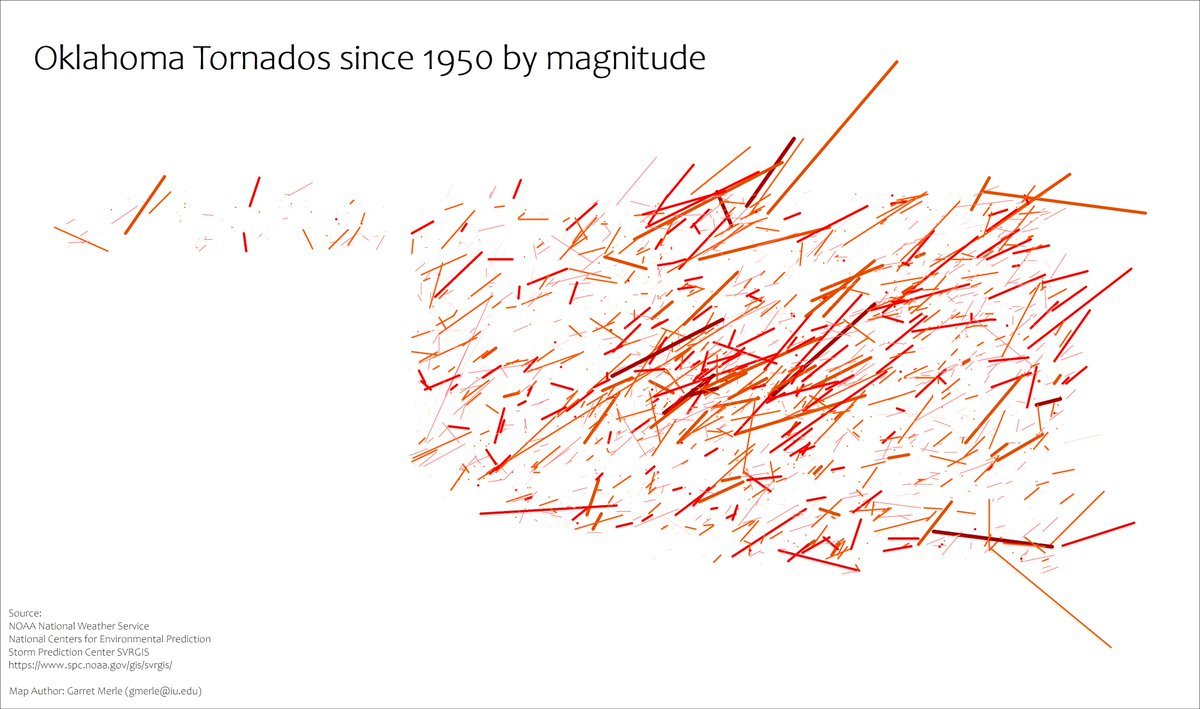 Oklahoma Tornados since 1950 by magnitude
Source:
NOAA National Weather Service
National Centers for Environmental Prediction
Storm Prediction Center SVRGIS
https://www.spc.noaa.gov/gis/svrgis/
Map Author: Garret Merle (gmerle@iu.edu)